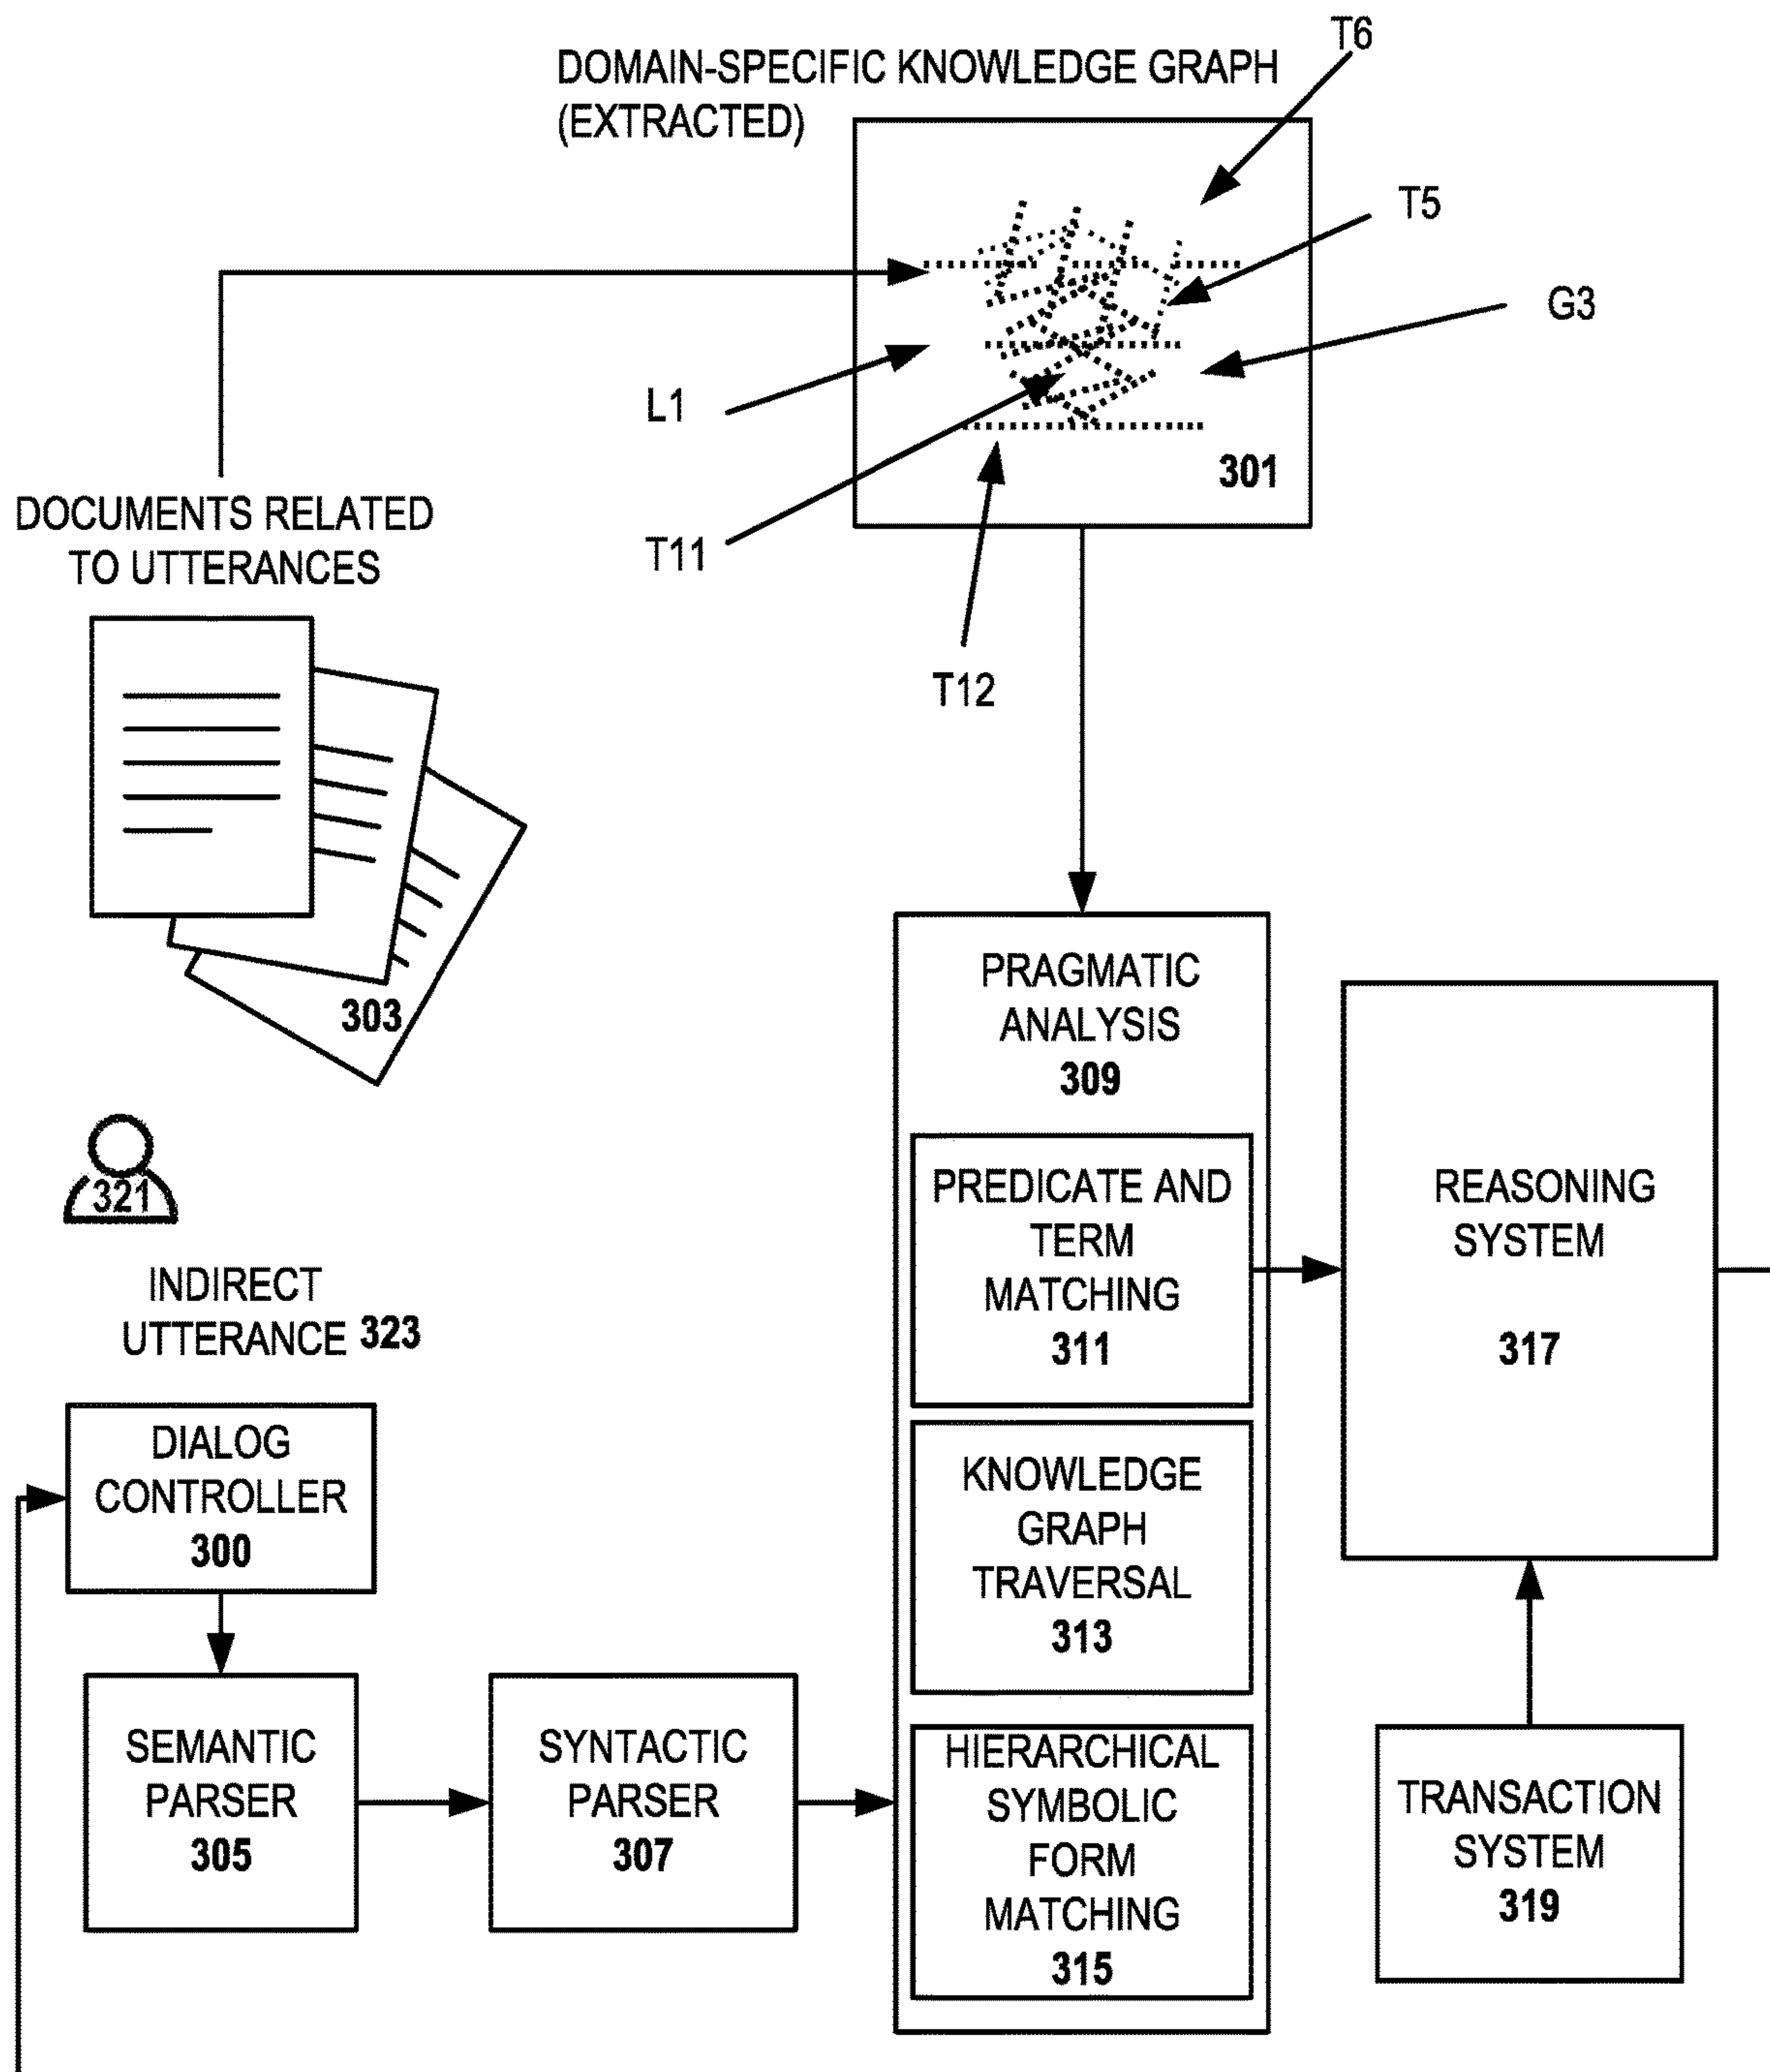 T6
DOMAIN-SPECIFIC KNOWLEDGE GRAPH
(EXTRACTED)
T5
G3
L1
301
DOCUMENTS RELATED
TO UTTERANCES
T11
T12
303
PRAGMATIC
ANALYSIS
309
321
PREDICATE AND
TERM
MATCHING
311
REASONING
SYSTEM
317
INDIRECT
UTTERANCE 323
DIALOG
CONTROLLER
300
KNOWLEDGE
GRAPH
TRAVERSAL
313
SEMANTIC
PARSER
305
SYNTACTIC
PARSER
307
HIERARCHICAL
SYMBOLIC
FORM
MATCHING
315
TRANSACTION
SYSTEM
319